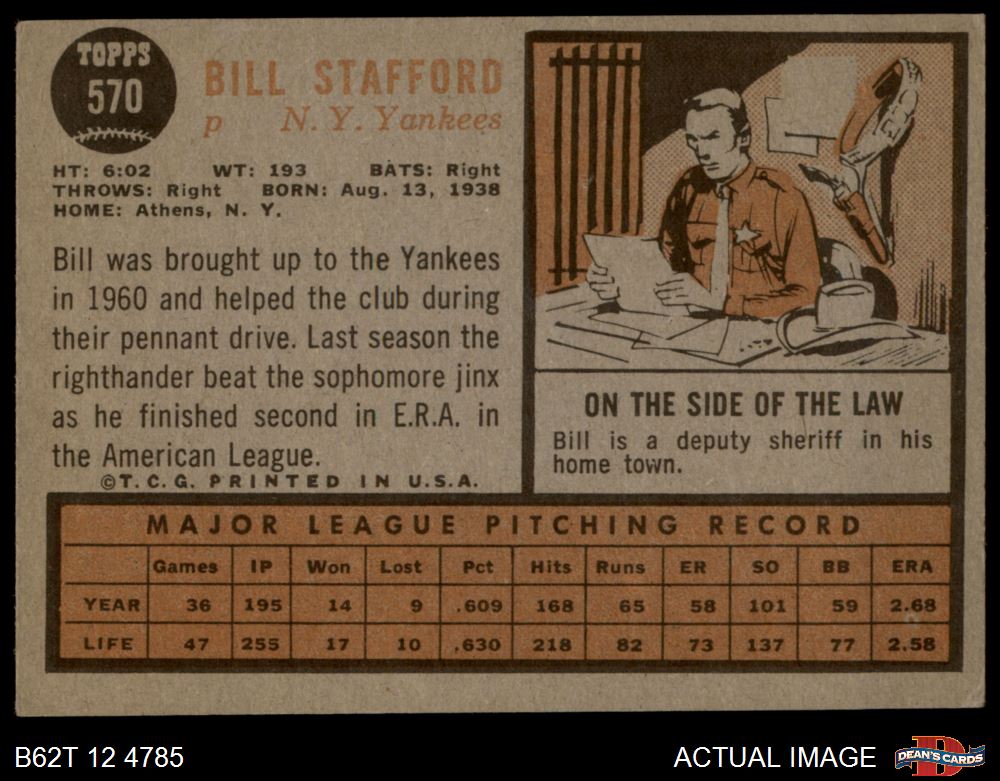 TOPPS
570
BILL STAFFORD
p N. Y. Yankees
HT: 6:02 WT: 193 BATS: Right
THROWS: Right BORN: Aug. 13, 1938
HOME: Athens, N. Y.
Bill was brought up to the Yankees
in 1960 and helped the club during
their pennant drive. Last season the
righthander beat the sophomore jinx
as he finished second in E.R.A. in
the American League.
©T. C. G. PRINTED IN U.S.A.
ON THE SIDE OF THE LAW
Bill is a deputy sheriff in his
home town.
MAJOR LEAGUE PITCHING RECORD
Games IP Won Lost Pct Hits Runs ER SO BB ERA
YEAR 36 195 14 9 .609 168 65 58 101 59 2.68
LIFE 47 255 17 10 .630 218 82 73 137 77 2.58
B62T 12 4785
ACTUAL IMAGE
D
DEAN'S CARDS